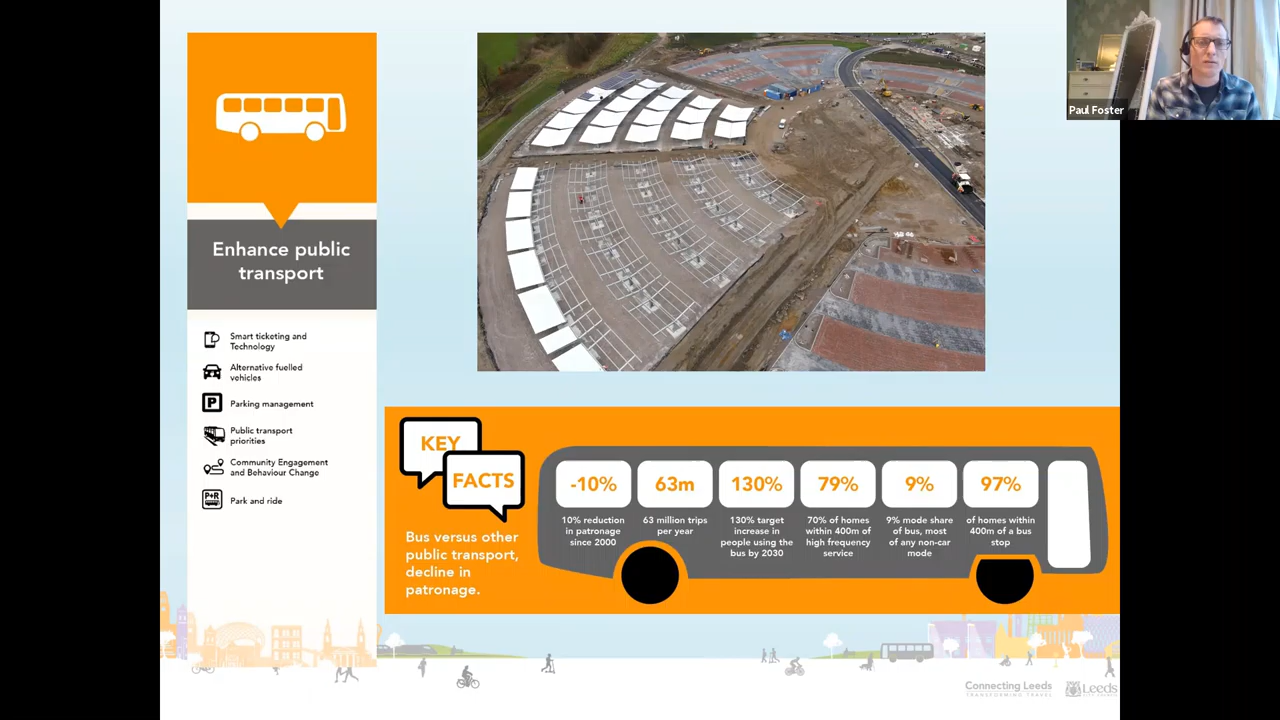 Paul Foster
Enhance public
transport
Smart ticketing and
Technology
Alternative fuelled
vehicles
P
Parking management
Public transport
priorities
Community Engagement
and Behaviour Change
P+R
Park and ride
KEY
FACTS
Bus versus other
public transport,
decline in
patronage.
-10%
10% reduction
in patronage
since 2000
63m
63 million trips
per year
130%
130% target
increase in
people using the
bus by 2030
79%
70% of homes
within 400m of
high frequency
service
9%
9% mode share
of bus, most
of any non-car
mode
97%
of homes within
400m of a bus
stop
Connecting Leeds
TRANSFORMING TRAVEL
Leeds
CITY COUNCIL